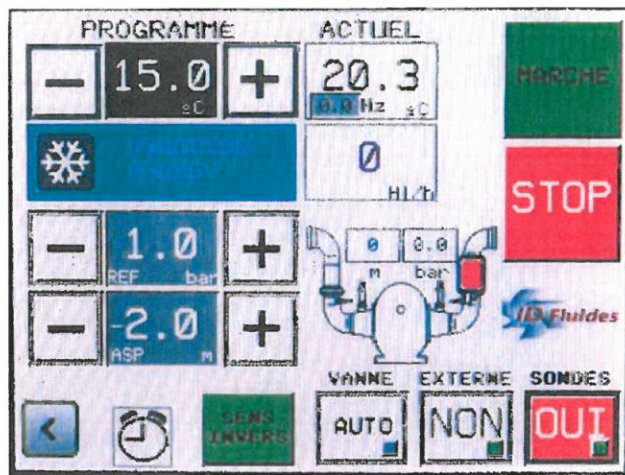 PROGRAMME ACTUEL
15.0 °C
20.3
0.0 Hz °C
MARCHE
FROID
0
Hl/h
STOP
1.0
REF bar
0 0.0
m bar
-2.0
ASP m
ID Fluides
VANNE EXTERNE SONDES
SENS
INVERS
AUTO NON OUI